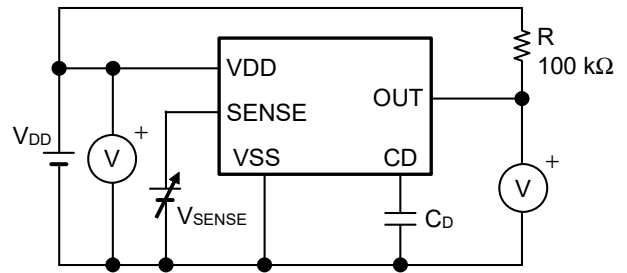 R
100 kΩ
VDD
OUT
SENSE
VDD
+
V
VSS
CD
+
V
VSENSE
CD